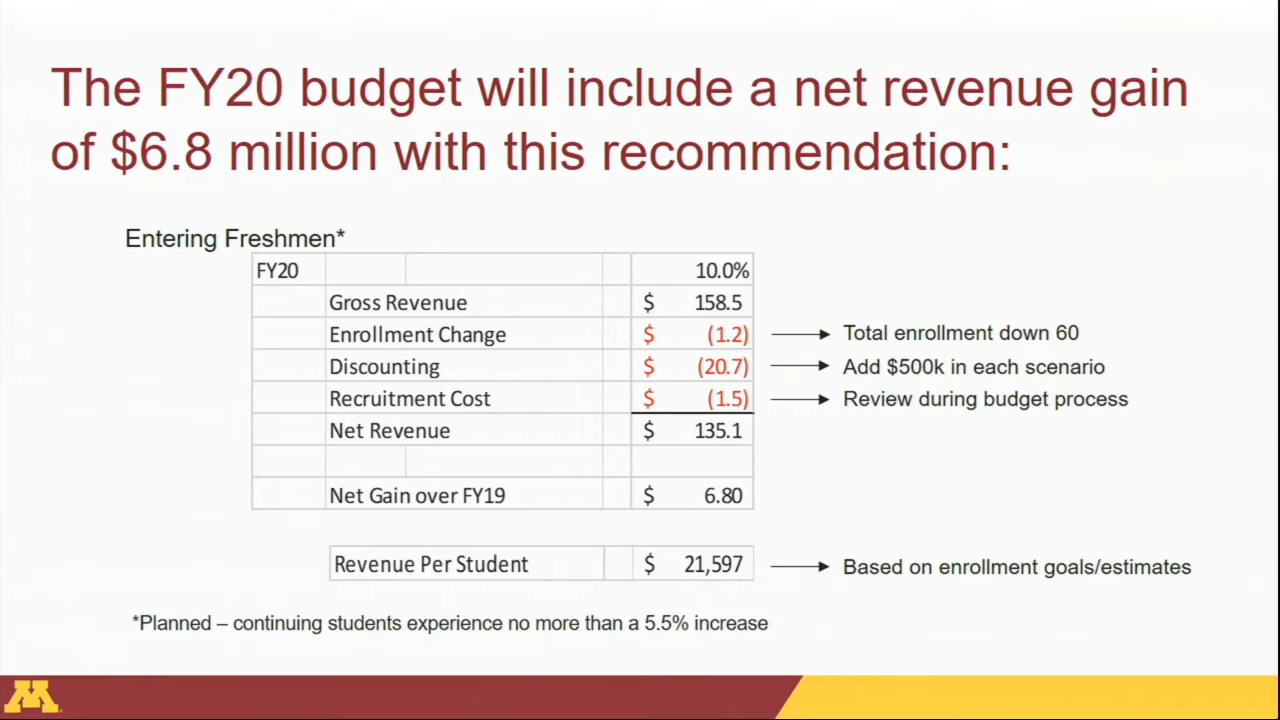 The FY20 budget will include a net revenue gain
of $6.8 million with this recommendation:
Entering Freshmen*
FY20 10.0%
Gross Revenue $ 158.5
Enrollment Change $ (1.2) Total enrollment down 60
Discounting $ (20.7) Add $500k in each scenario
Recruitment Cost $ (1.5) Review during budget process
Net Revenue $ 135.1
Net Gain over FY19 $ 6.80
Revenue Per Student $ 21,597 Based on enrollment goals/estimates
*Planned – continuing students experience no more than a 5.5% increase
M